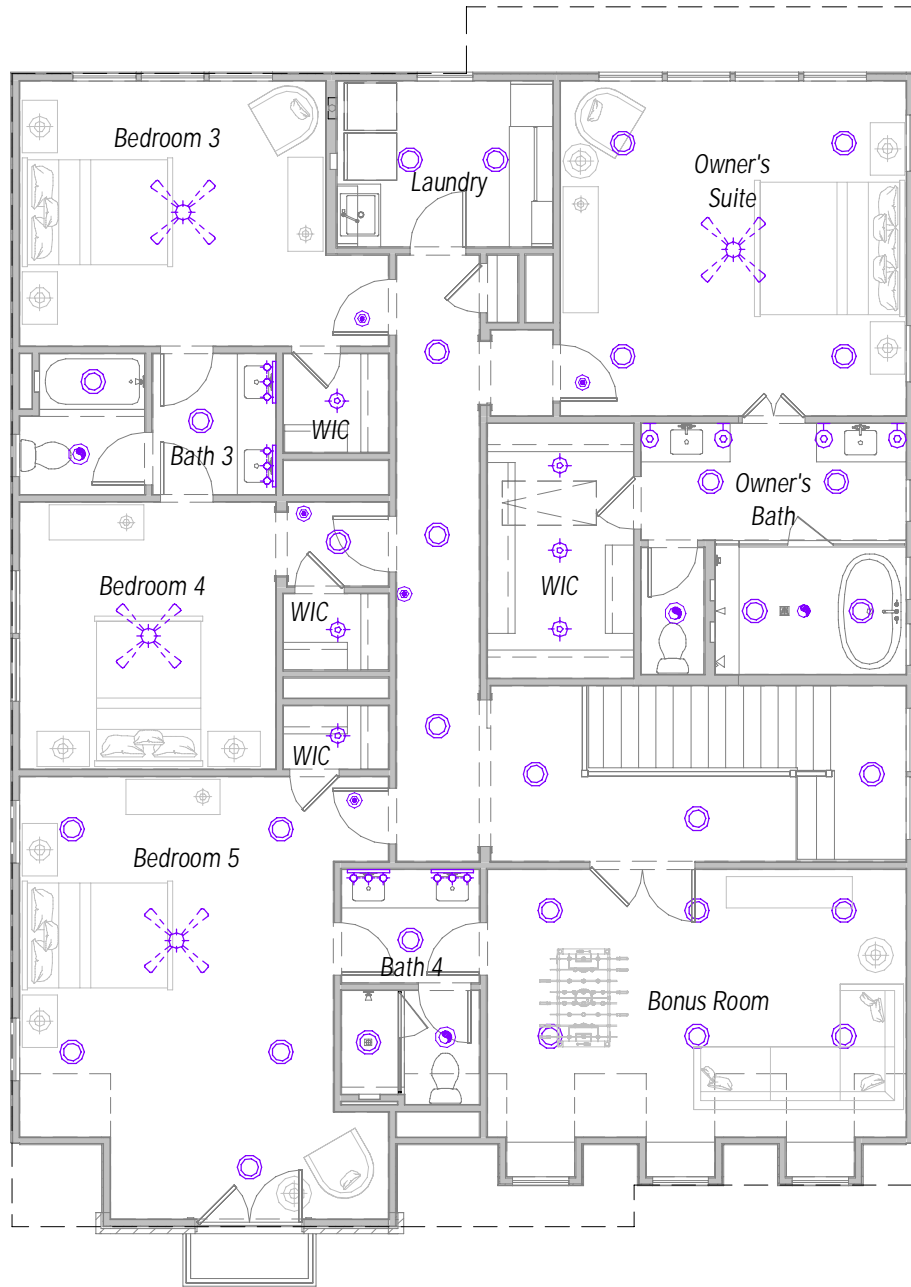 Bedroom 3
Laundry
Owner's
Suite
WIC
Bath 3
Owner's
Bath
Bedroom 4
WIC
WIC
WIC
Bedroom 5
Bath 4
Bonus Room